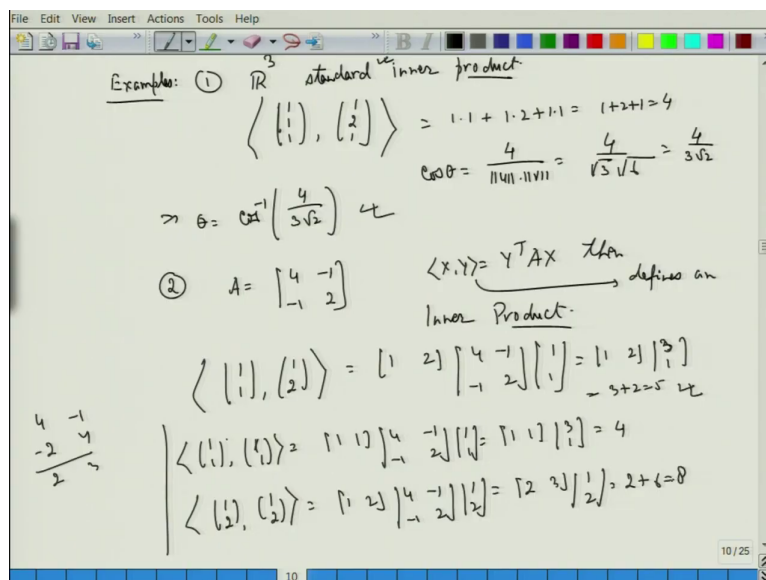 File Edit View Insert Actions Tools Help
Examples: ① ℝ³ standard inner product
⟨(1 1 1), (1 2 1)⟩ = 1·1 + 1·2 + 1·1 = 1+2+1 = 4
cosθ = 4/(||u||·||v||) = 4/(√3 √6) = 4/(3√2)
⇒ θ = cos⁻¹(4/(3√2))
② A = [4 -1; -1 2] ⟨X,Y⟩ = YᵀAX then
defines an
Inner Product.
⟨(1 1), (1 2)⟩ = [1 2][4 -1; -1 2][1 1] = [1 2][3 1]
= 3+2=5
⟨(1 1), (1 1)⟩ = [1 1][4 -1; -1 2][1 1] = [1 1][3 1] = 4
⟨(1 2), (1 2)⟩ = [1 2][4 -1; -1 2][1 2] = [2 3][1 2] = 2+6=8
4 -1
-2 4
2 3
10 / 25
10